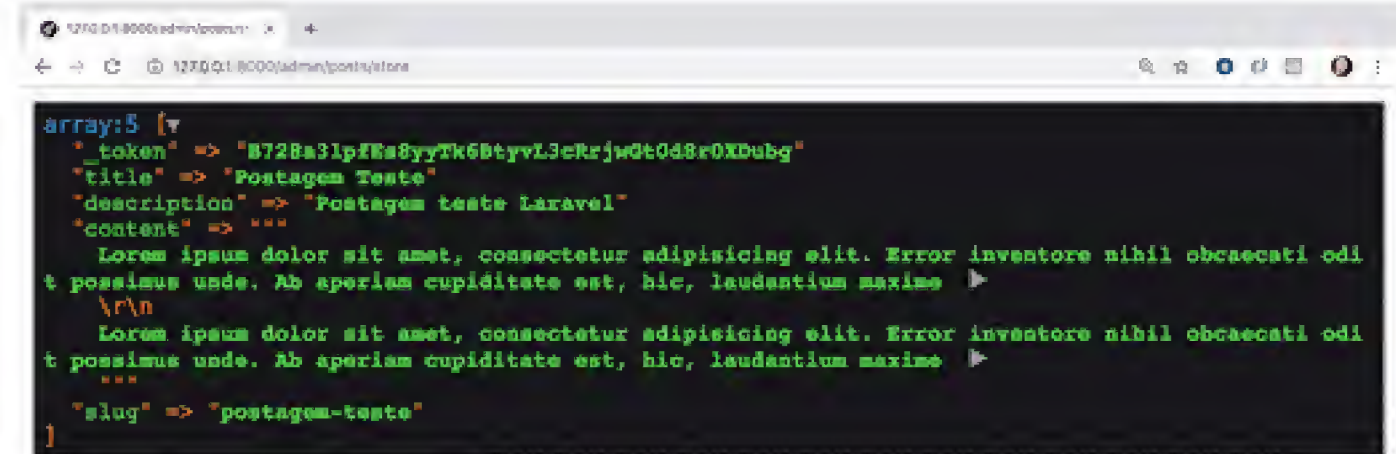 127.0.0.1:8000/admin/posts/store
array:5 [▼
"_token" =>
"title" => "Postagem Teste"
"description" => "Postagem teste Laravel"
"content" => """
Lorem ipsum dolor sit amet, consectetur adipisicing elit. Error inventore nihil obcaecati odi
t possimus unde. Ab aperiam cupiditate est, hic, laudantium maxime ▶
\r\n
Lorem ipsum dolor sit amet, consectetur adipisicing elit. Error inventore nihil obcaecati odi
t possimus unde. Ab aperiam cupiditate est, hic, laudantium maxime ▶
"""
"slug" => "postagem-teste"
]